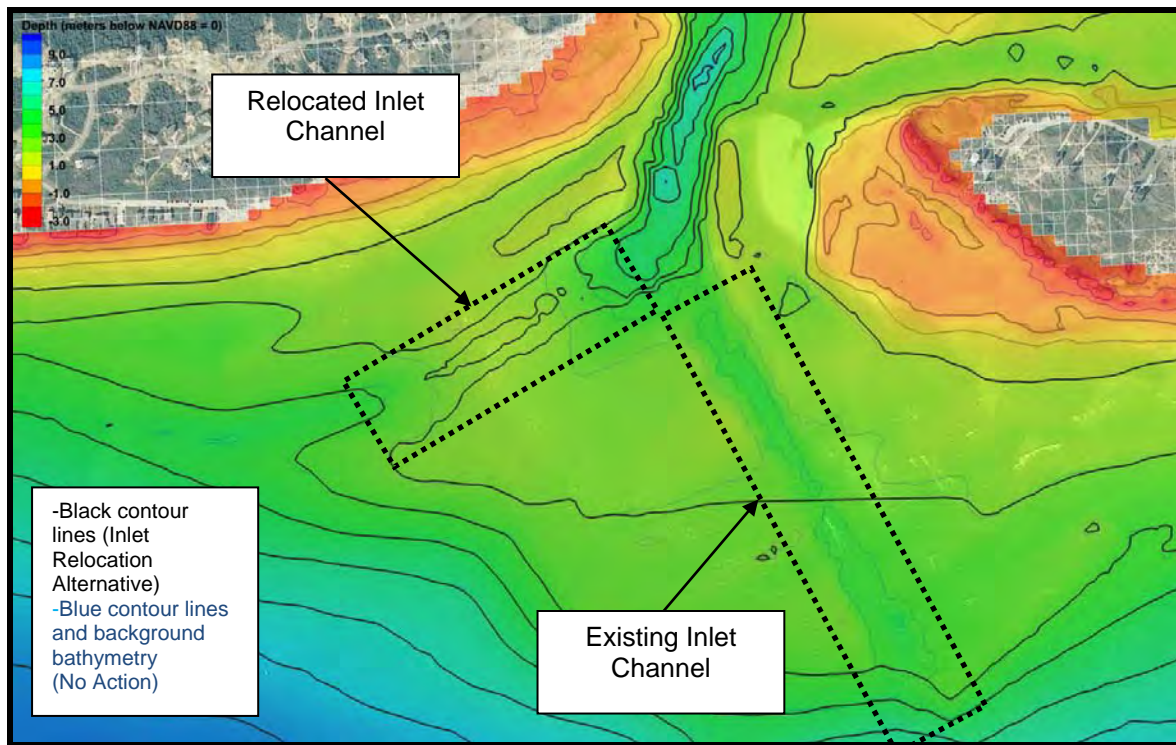 Depth (meters below NAVD88 = 0)
9.0
7.0
5.0
3.0
1.0
-1.0
-3.0
Relocated Inlet
Channel
Existing Inlet
Channel
-Black contour
lines (Inlet
Relocation
Alternative)
-Blue contour lines
and background
bathymetry
(No Action)